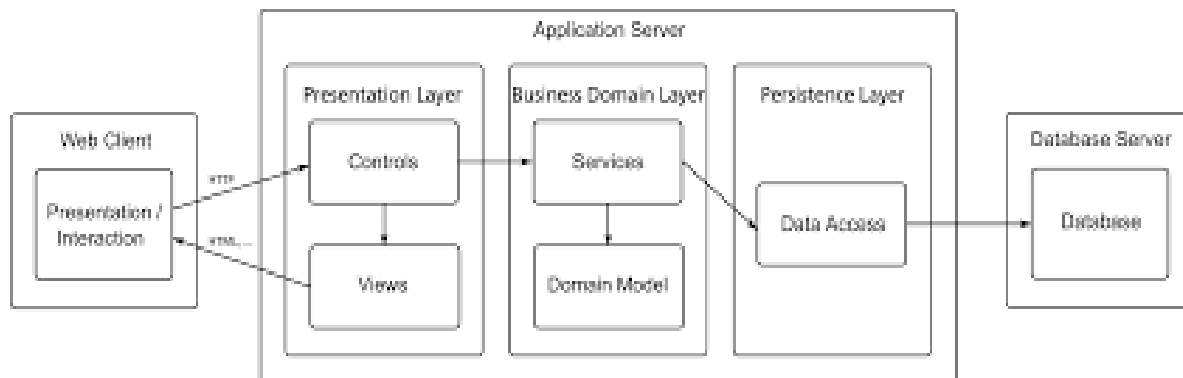 Application Server
Presentation Layer
Business Domain Layer
Persistence Layer
Web Client
Database Server
Controls
Services
HTTP
Presentation /
Interaction
Data Access
Database
HTML, ...
Views
Domain Model